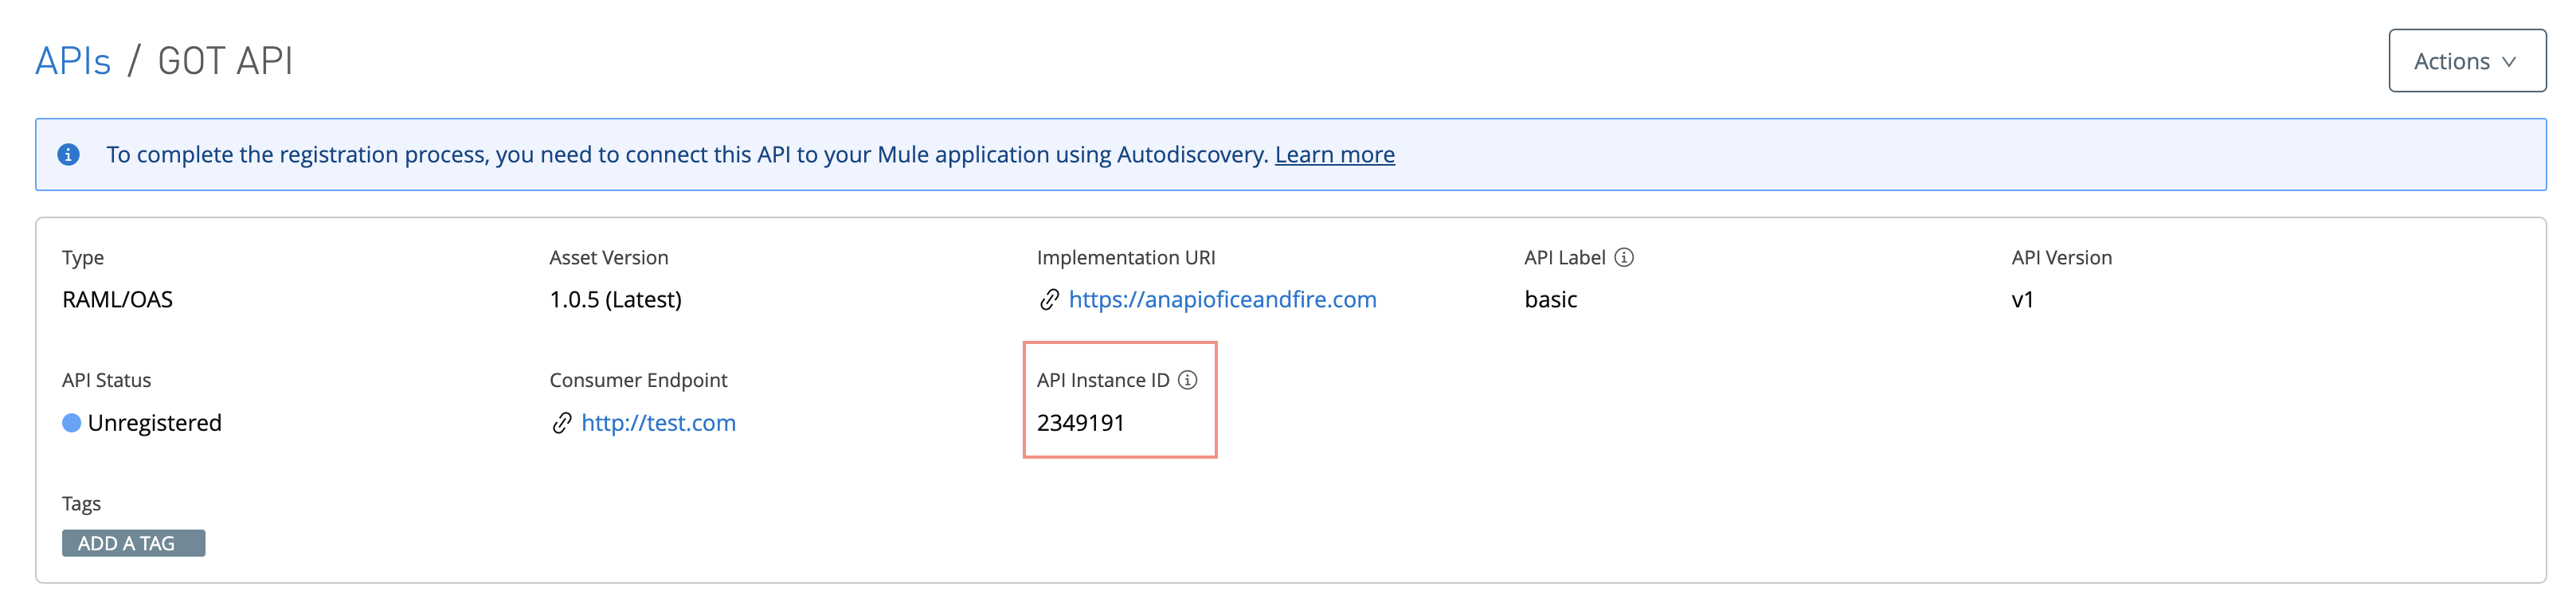 APIs / GOT API
Actions
To complete the registration process, you need to connect this API to your Mule application using Autodiscovery. Learn more
Type
RAML/OAS
Asset Version
1.0.5 (Latest)
Implementation URI
https://anapioficeandfire.com
API Label
basic
API Version
v1
API Status
Unregistered
Consumer Endpoint
http://test.com
API Instance ID
2349191
Tags
ADD A TAG